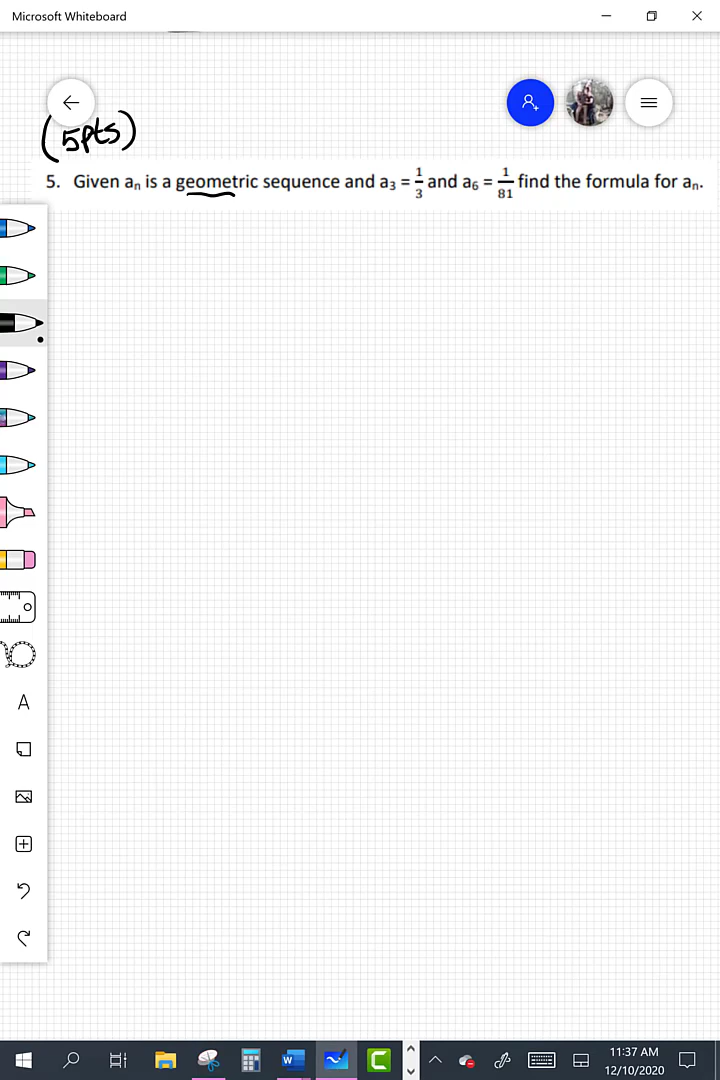 Microsoft Whiteboard
(5pts)
5. Given aₙ is a geometric sequence and a₃ = 1/3 and a₆ = 1/81 find the formula for aₙ.
A
W
C
11:37 AM
12/10/2020